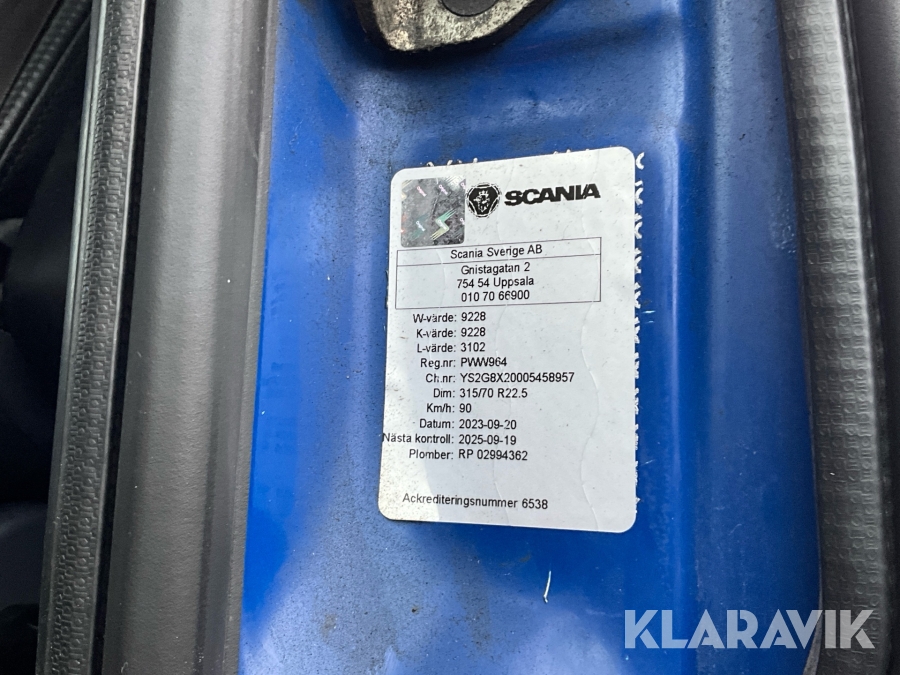 SCANIA
Scania Sverige AB
Gnistagatan 2
754 54 Uppsala
010 70 66900
W-värde: 9228
K-värde: 9228
L-värde: 3102
Reg.nr: PWW964
Ch.nr: YS2G8X20005458957
Dim: 315/70 R22.5
Km/h: 90
Datum: 2023-09-20
Nästa kontroll: 2025-09-19
Plomber: RP 02994362
Ackrediteringsnummer 6538
KLARAVIK